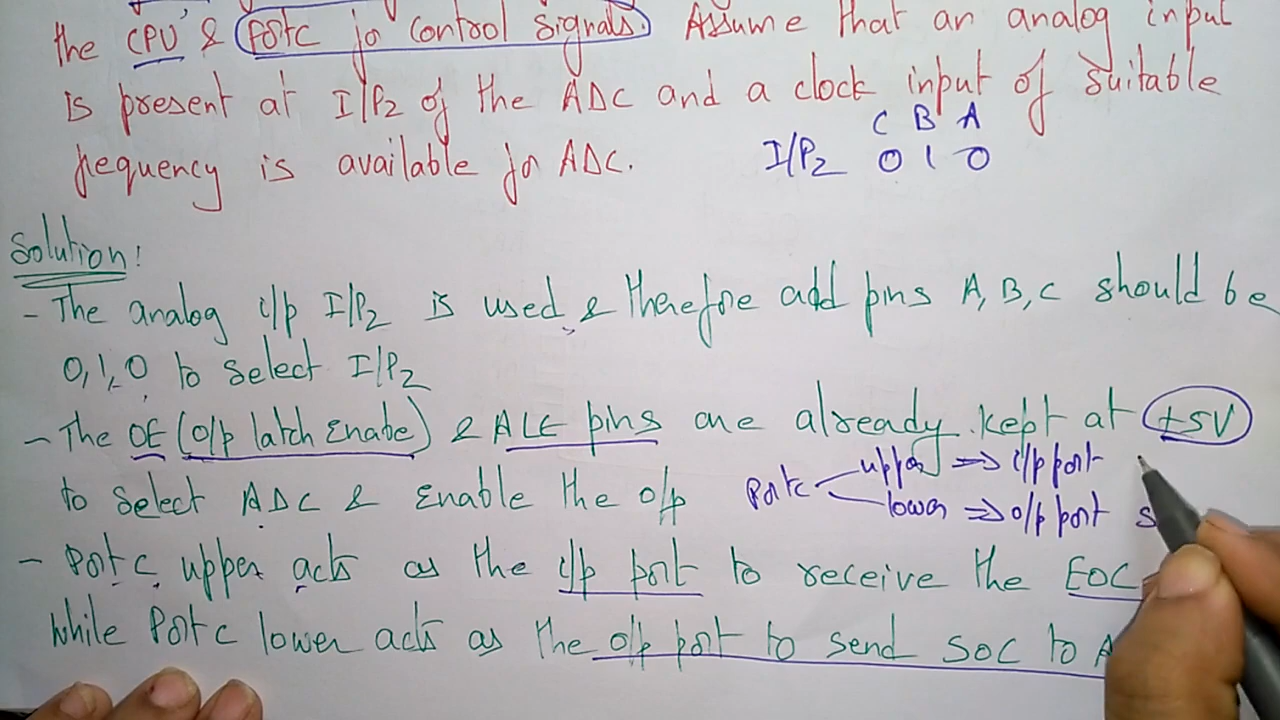 the CPU & Port C for control signals. Assume that an analog input
is present at I/P2 of the ADC and a clock input of suitable
frequency is available for ADC.
C B A
I/P2 0 1 0
Solution:
- The analog i/p I/P2 is used & therefore add pins A, B, C should be
0, 1, 0 to select I/P2
- The OE (o/p latch Enabe) & ALE pins are already kept at +5V
to select ADC & Enable the o/p
Port C upper => i/p port
lower => o/p port S
- Port C upper acts as the i/p port to receive the EOC
while Port C lower acts as the o/p port to send SOC to A